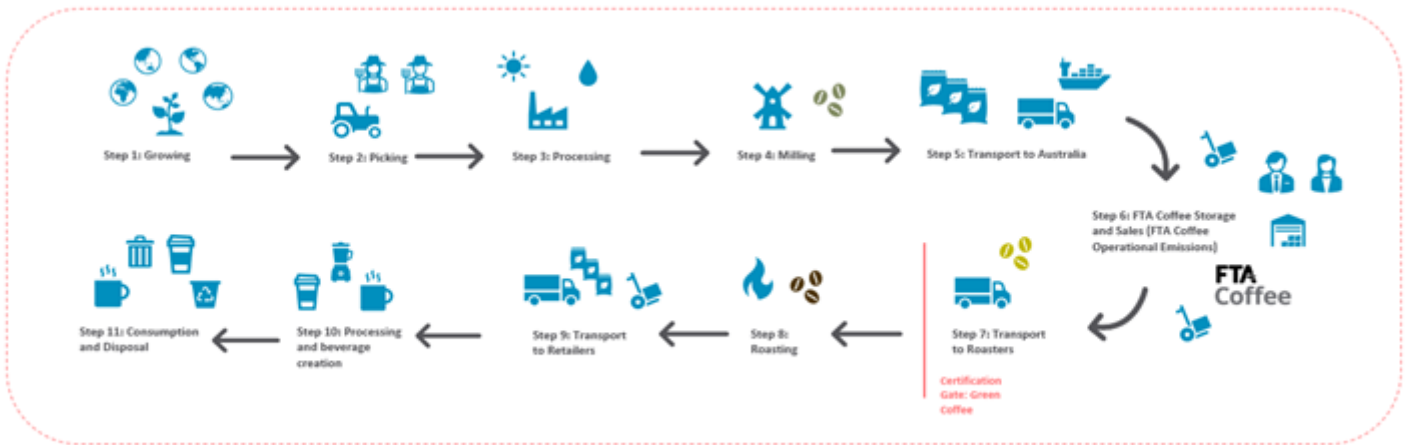 Step 1: Growing
Step 2: Picking
Step 3: Processing
Step 4: Milling
Step 5: Transport to Australia
Step 6: FTA Coffee Storage
and Sales (FTA Coffee
Operational Emissions)
FTA
Coffee
Step 7: Transport
to Roasters
Certification
Gate: Green
Coffee
Step 8:
Roasting
Step 9: Transport
to Retailers
Step 10: Processing
and beverage
creation
Step 11: Consumption
and Disposal